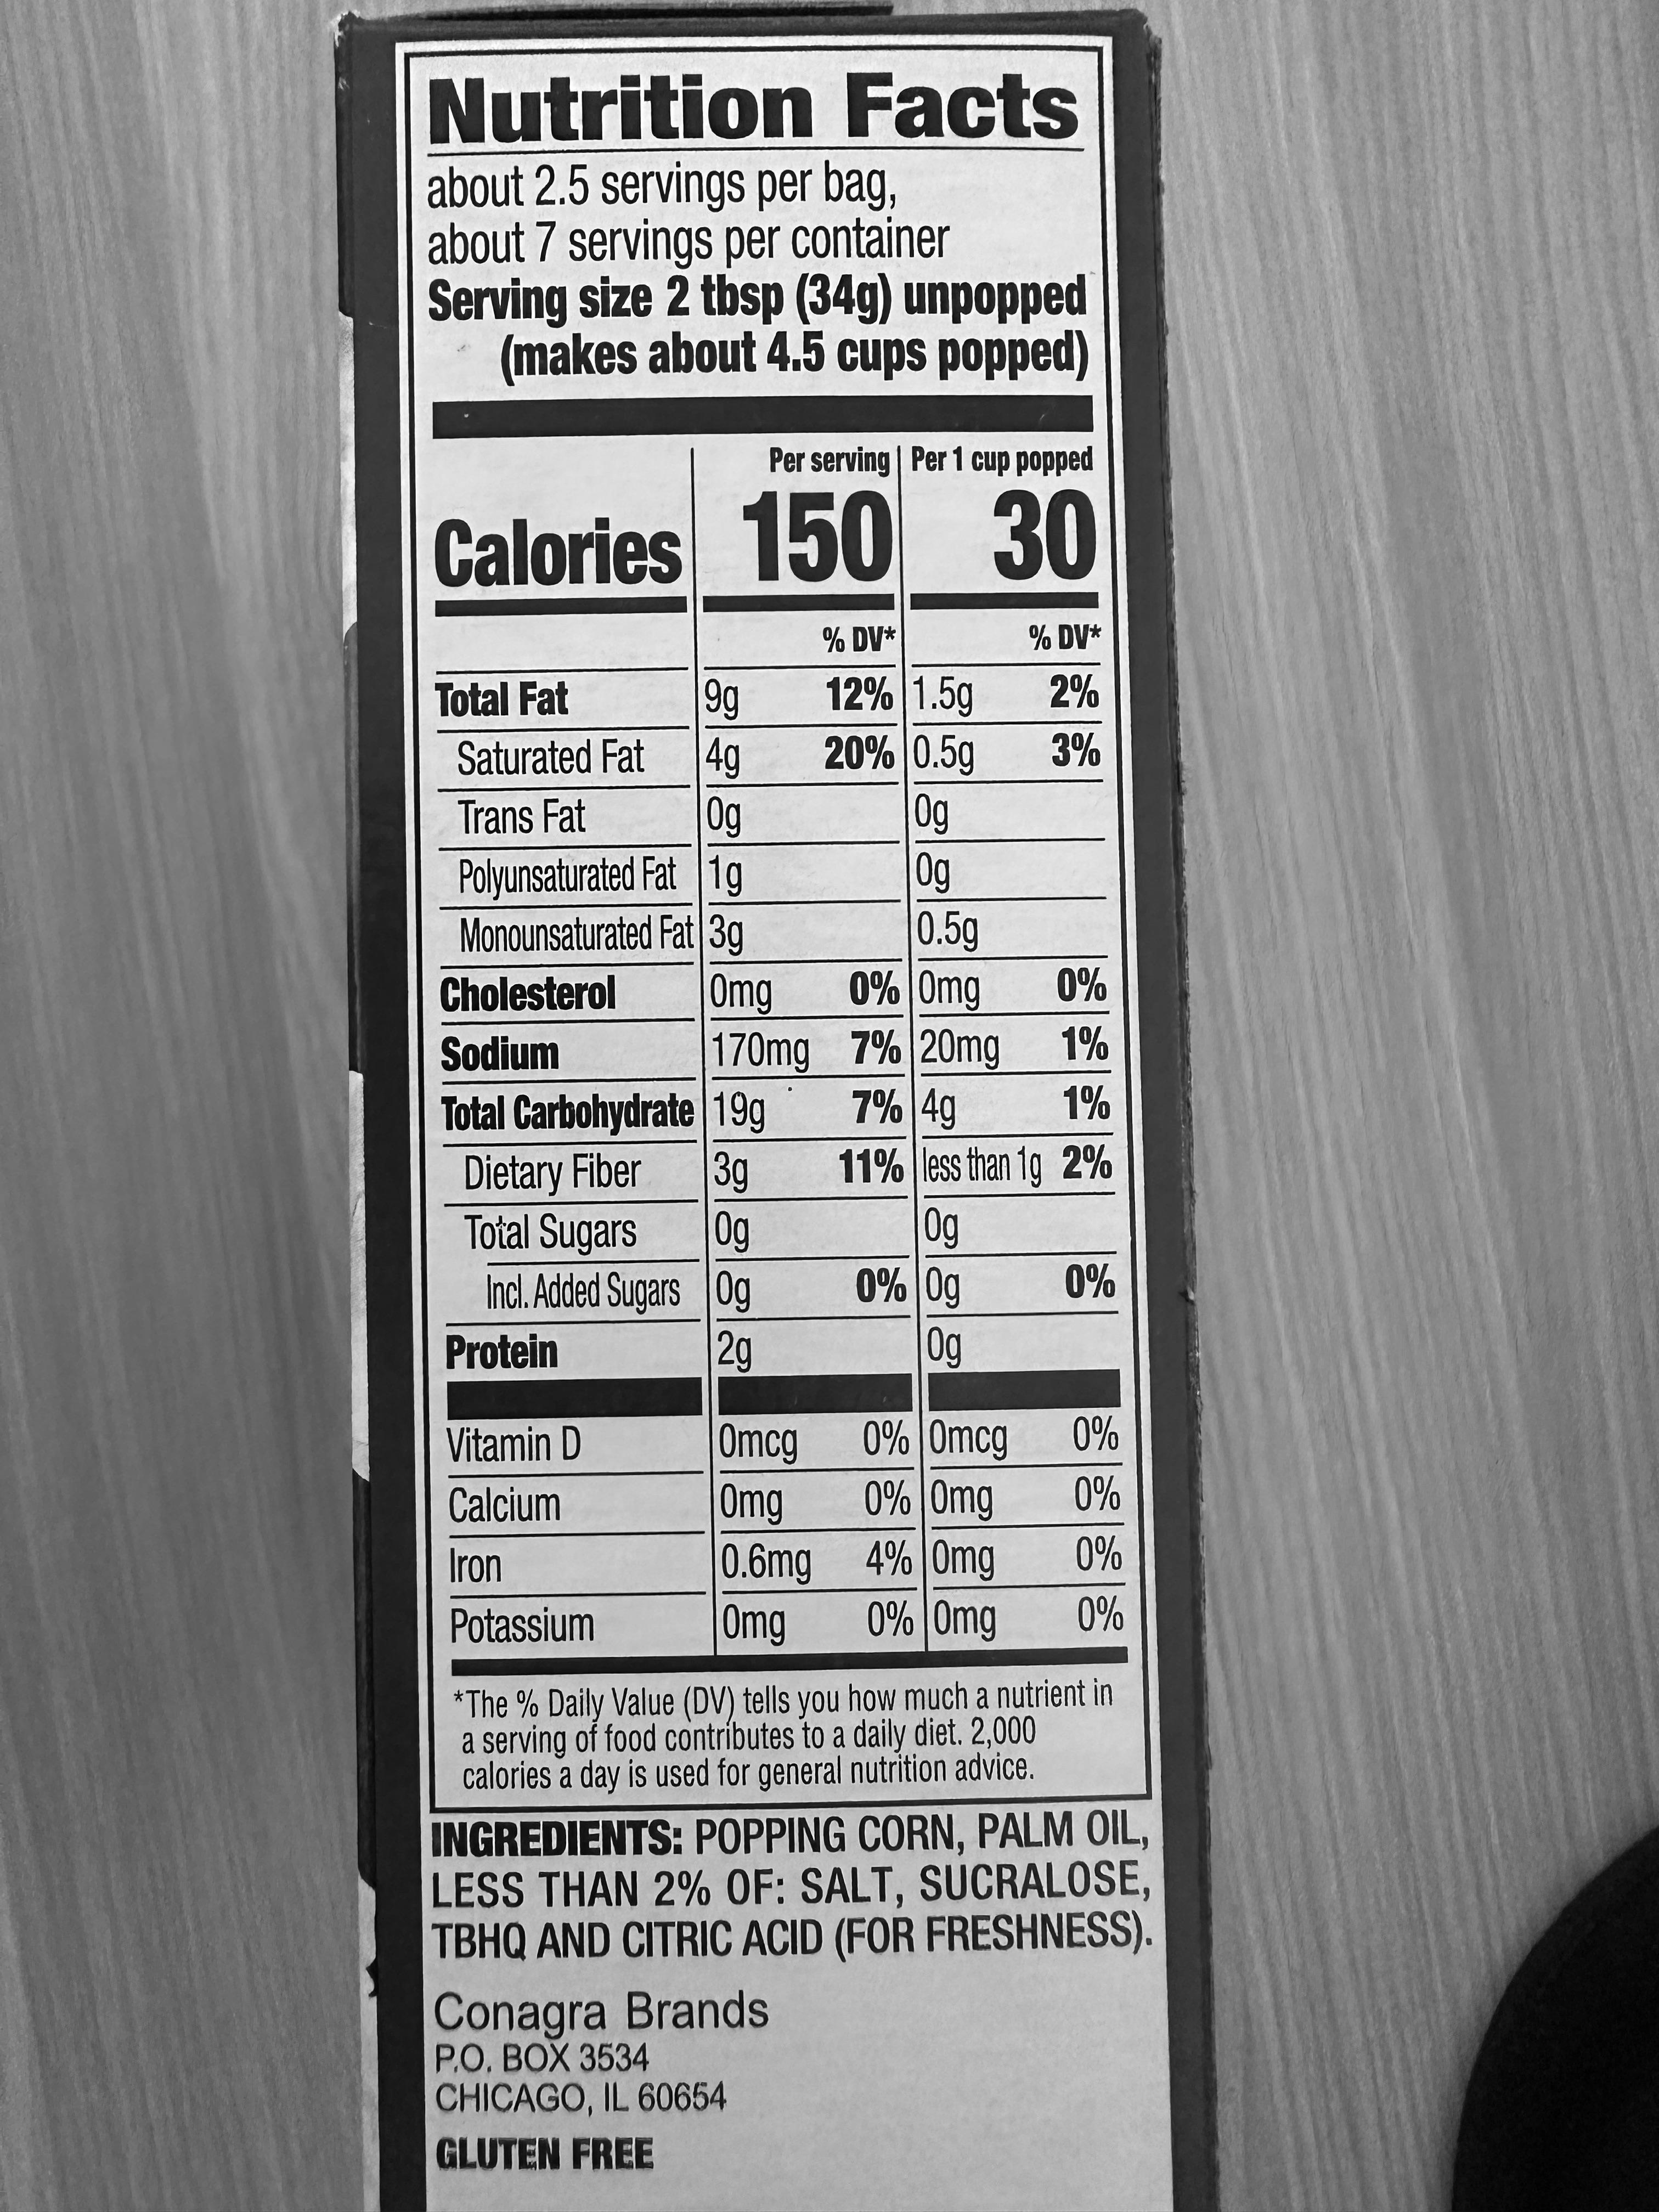 Nutrition Facts
about 2.5 servings per bag,
about 7 servings per container
Serving size 2 tbsp (34g) unpopped
(makes about 4.5 cups popped)
Per serving Per 1 cup popped
Calories 150 30
% DV* % DV*
Total Fat 9g 12% 1.5g 2%
Saturated Fat 4g 20% 0.5g 3%
Trans Fat 0g 0g
Polyunsaturated Fat 1g 0g
Monounsaturated Fat 3g 0.5g
Cholesterol 0mg 0% 0mg 0%
Sodium 170mg 7% 20mg 1%
Total Carbohydrate 19g 7% 4g 1%
Dietary Fiber 3g 11% less than 1g 2%
Total Sugars 0g 0g
Incl. Added Sugars 0g 0% 0g 0%
Protein 2g 0g
Vitamin D 0mcg 0% 0mcg 0%
Calcium 0mg 0% 0mg 0%
Iron 0.6mg 4% 0mg 0%
Potassium 0mg 0% 0mg 0%
*The % Daily Value (DV) tells you how much a nutrient in
a serving of food contributes to a daily diet. 2,000
calories a day is used for general nutrition advice.
INGREDIENTS: POPPING CORN, PALM OIL,
LESS THAN 2% OF: SALT, SUCRALOSE,
TBHQ AND CITRIC ACID (FOR FRESHNESS).
Conagra Brands
P.O. BOX 3534
CHICAGO, IL 60654
GLUTEN FREE